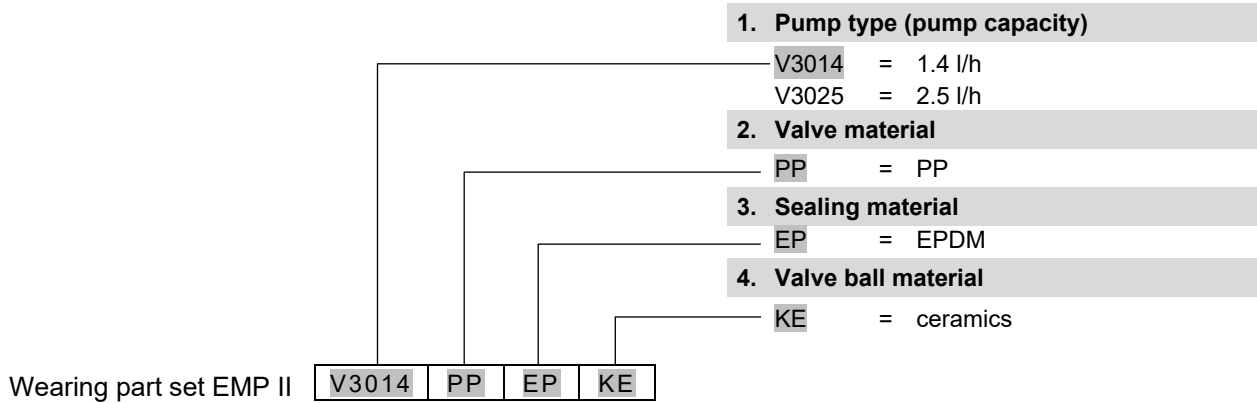 1. Pump type (pump capacity)
V3014 = 1.4 l/h
V3025 = 2.5 l/h
2. Valve material
PP = PP
3. Sealing material
EP = EPDM
4. Valve ball material
KE = ceramics
Wearing part set EMP II V3014 PP EP KE